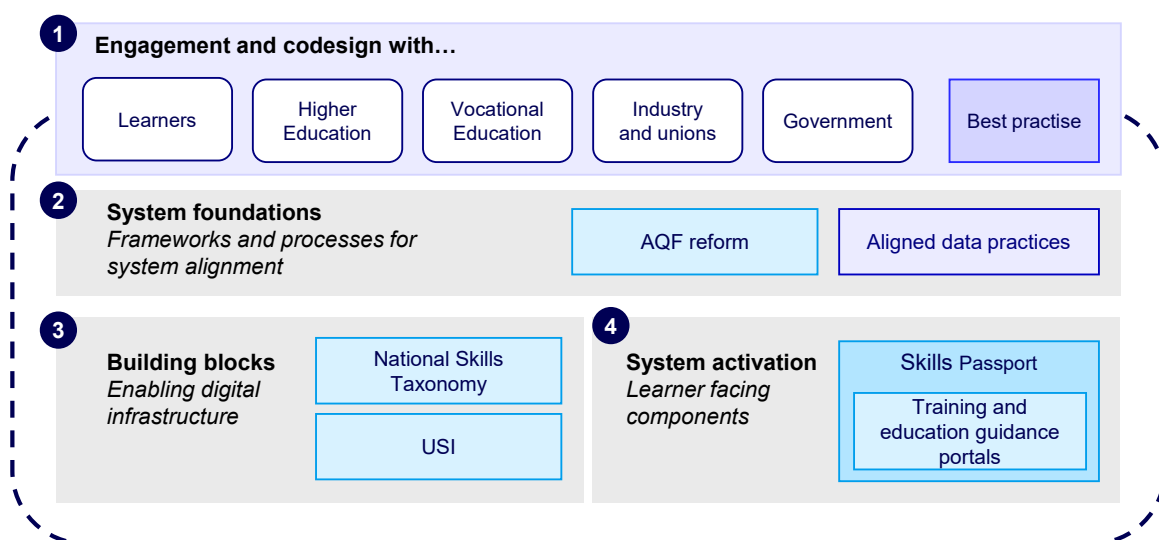 1
Engagement and codesign with…
Learners
Higher
Education
Vocational
Education
Industry
and unions
Government
Best practise
2
System foundations
Frameworks and processes for
system alignment
AQF reform
Aligned data practices
3
Building blocks
Enabling digital
infrastructure
National Skills
Taxonomy
USI
4
System activation
Learner facing
components
Skills Passport
Training and
education guidance
portals